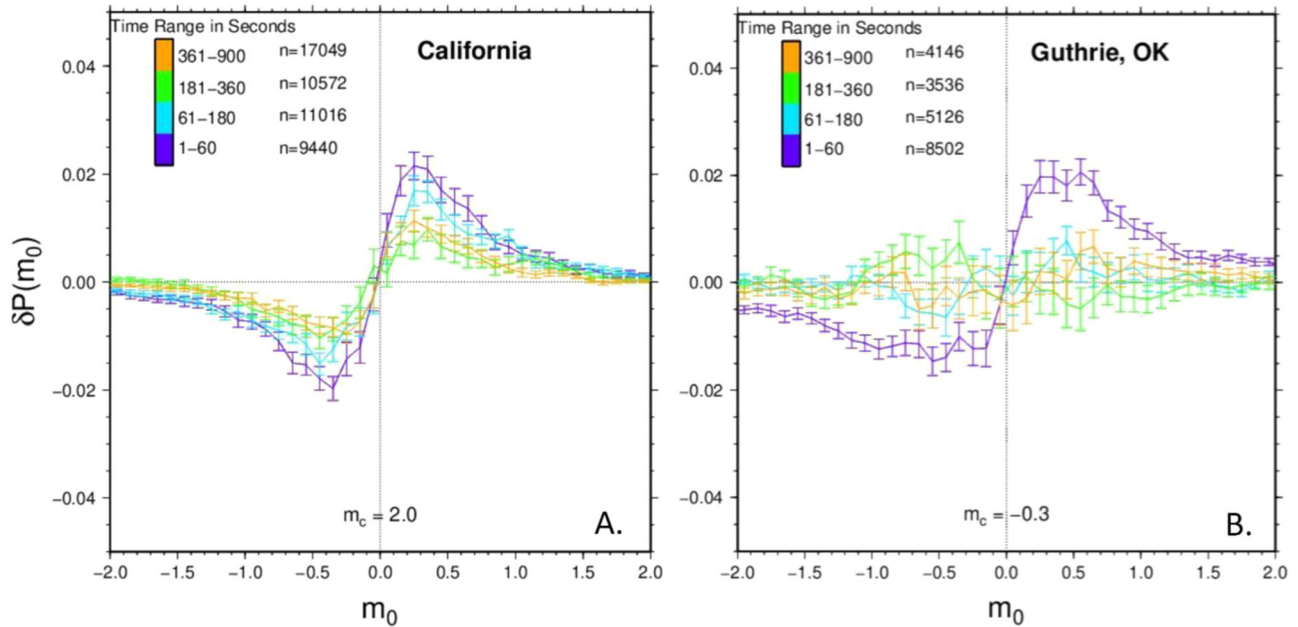 Time Range in Seconds
361−900 n=17049
181−360 n=10572
61−180 n=11016
1−60 n=9440
California
0.04
0.02
0.00
−0.02
−0.04
δP(m0)
mc = 2.0
A.
−2.0 −1.5 −1.0 −0.5 0.0 0.5 1.0 1.5 2.0
m0
Time Range in Seconds
361−900 n=4146
181−360 n=3536
61−180 n=5126
1−60 n=8502
Guthrie, OK
0.04
0.02
0.00
−0.02
−0.04
mc = −0.3
B.
−2.0 −1.5 −1.0 −0.5 0.0 0.5 1.0 1.5 2.0
m0